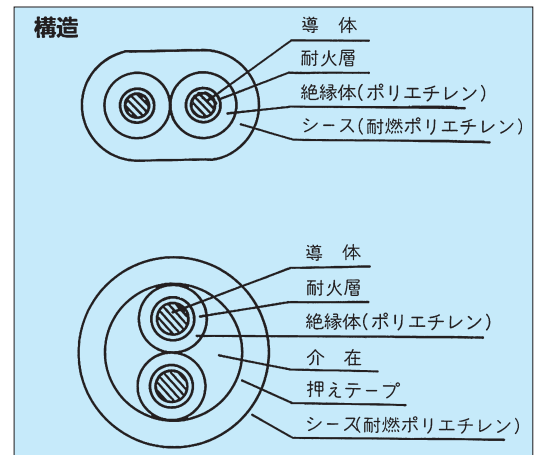 構造
導 体
耐火層
絶縁体(ポリエチレン)
シース(耐燃ポリエチレン)
導 体
耐火層
絶縁体(ポリエチレン)
介 在
押えテープ
シース(耐燃ポリエチレン)